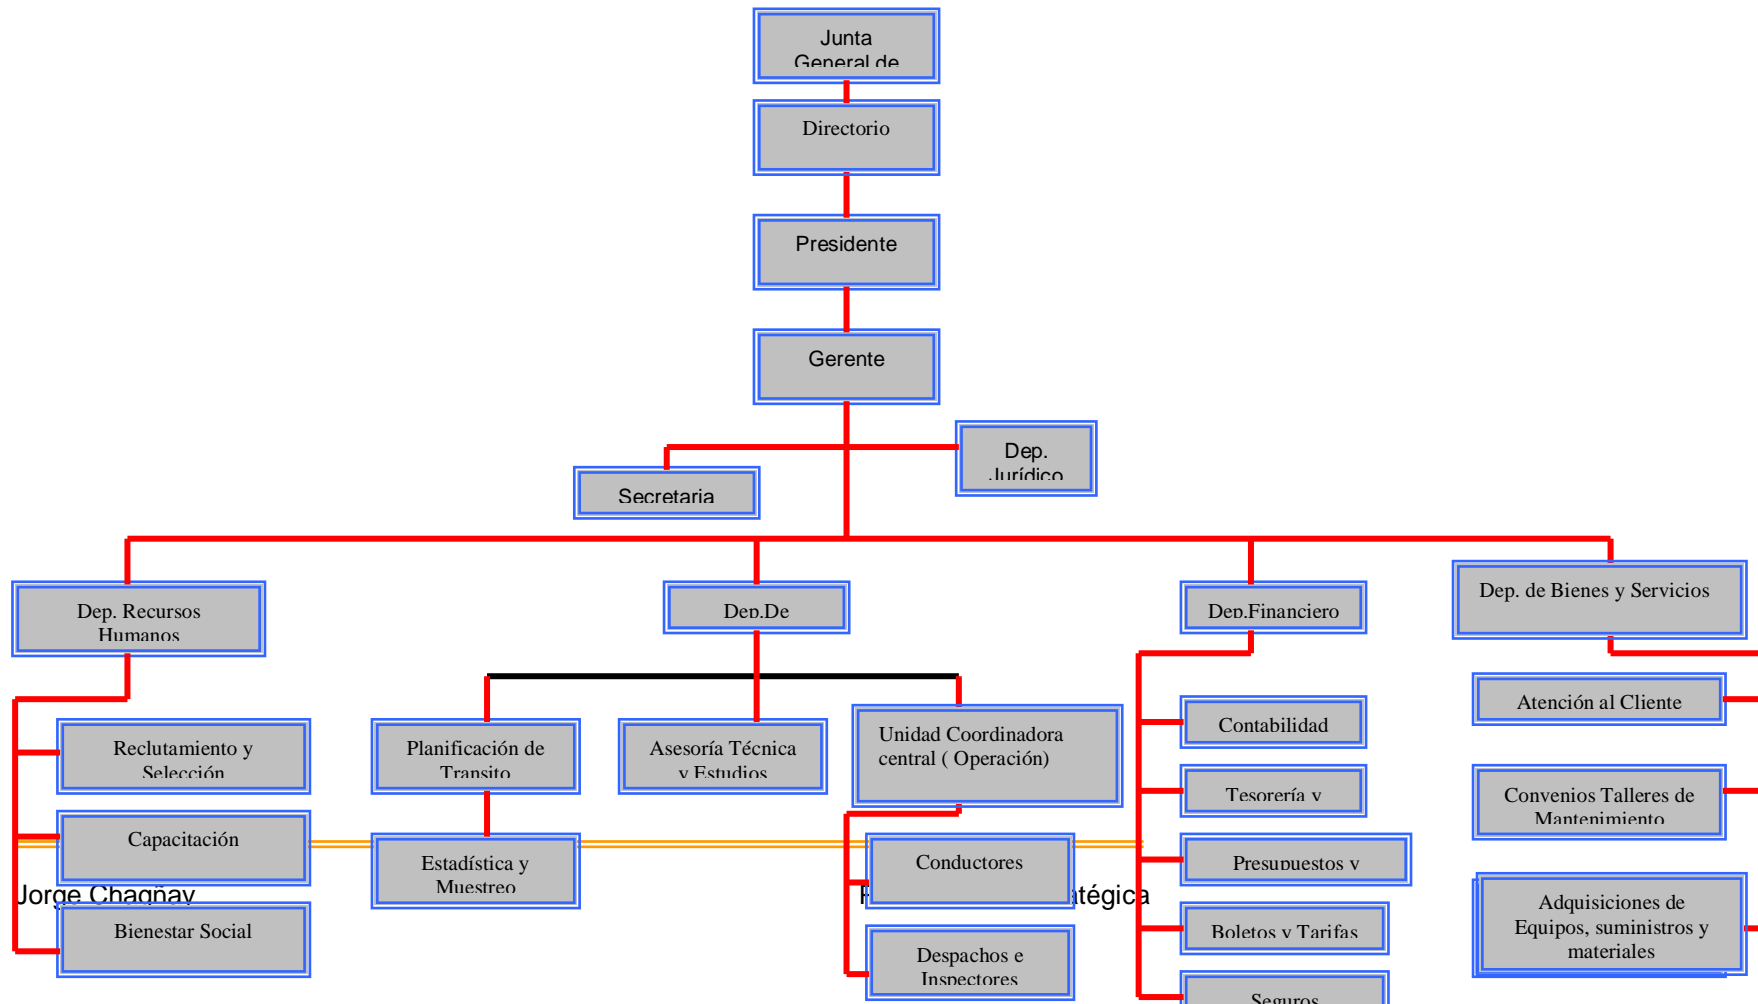 Junta
General de
Directorio
Presidente
Gerente
Dep.
Jurídico
Secretaria
Dep. Recursos
Humanos
Dep.De
Dep.Financiero
Dep. de Bienes y Servicios
Reclutamiento y
Selección
Capacitación
Bienestar Social
Planificación de
Transito
Estadística y
Muestreo
Asesoría Técnica
y Estudios
Unidad Coordinadora
central ( Operación)
Conductores
Despachos e
Inspectores
Contabilidad
Tesorería y
Presupuestos y
Boletos y Tarifas
Seguros
Atención al Cliente
Convenios Talleres de
Mantenimiento
Adquisiciones de
Equipos, suministros y
materiales
Jorge Chagñay